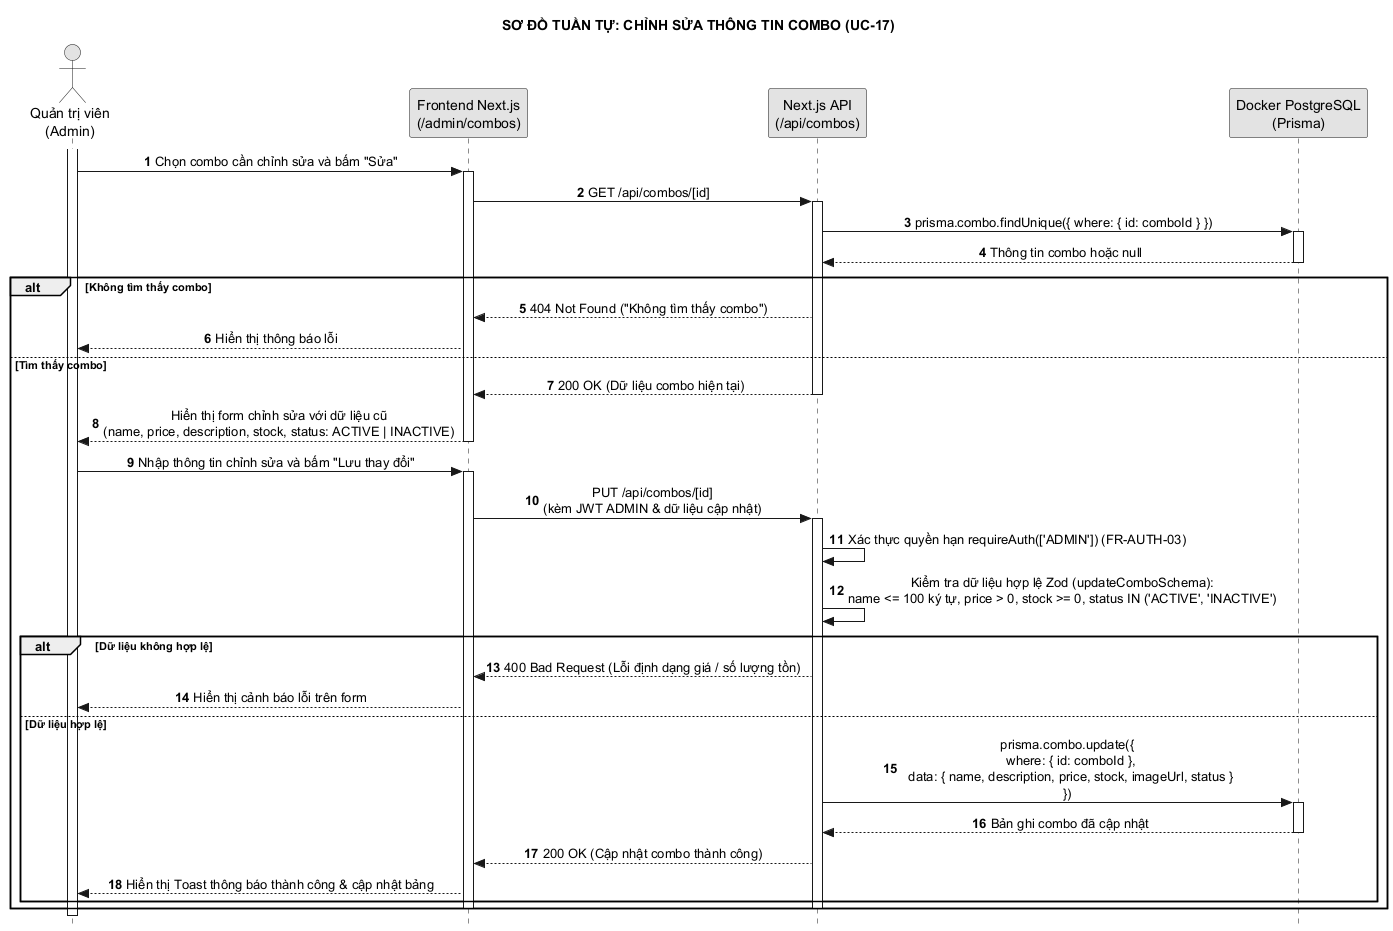 SƠ ĐỒ TUẦN TỰ: CHỈNH SỬA THÔNG TIN COMBO (UC-17)
Quản trị viên
(Admin)
Frontend Next.js
(/admin/combos)
Next.js API
(/api/combos)
Docker PostgreSQL
(Prisma)
1 Chọn combo cần chỉnh sửa và bấm "Sửa"
2 GET /api/combos/[id]
3 prisma.combo.findUnique({ where: { id: comboId } })
4 Thông tin combo hoặc null
alt [Không tìm thấy combo]
5 404 Not Found ("Không tìm thấy combo")
6 Hiển thị thông báo lỗi
[Tìm thấy combo]
7 200 OK (Dữ liệu combo hiện tại)
8 Hiển thị form chỉnh sửa với dữ liệu cũ
(name, price, description, stock, status: ACTIVE | INACTIVE)
9 Nhập thông tin chỉnh sửa và bấm "Lưu thay đổi"
10 PUT /api/combos/[id]
(kèm JWT ADMIN & dữ liệu cập nhật)
11 Xác thực quyền hạn requireAuth(['ADMIN']) (FR-AUTH-03)
12 Kiểm tra dữ liệu hợp lệ Zod (updateComboSchema):
name <= 100 ký tự, price > 0, stock >= 0, status IN ('ACTIVE', 'INACTIVE')
alt [Dữ liệu không hợp lệ]
13 400 Bad Request (Lỗi định dạng giá / số lượng tồn)
14 Hiển thị cảnh báo lỗi trên form
[Dữ liệu hợp lệ]
15 prisma.combo.update({
where: { id: comboId },
data: { name, description, price, stock, imageUrl, status }
})
16 Bản ghi combo đã cập nhật
17 200 OK (Cập nhật combo thành công)
18 Hiển thị Toast thông báo thành công & cập nhật bảng